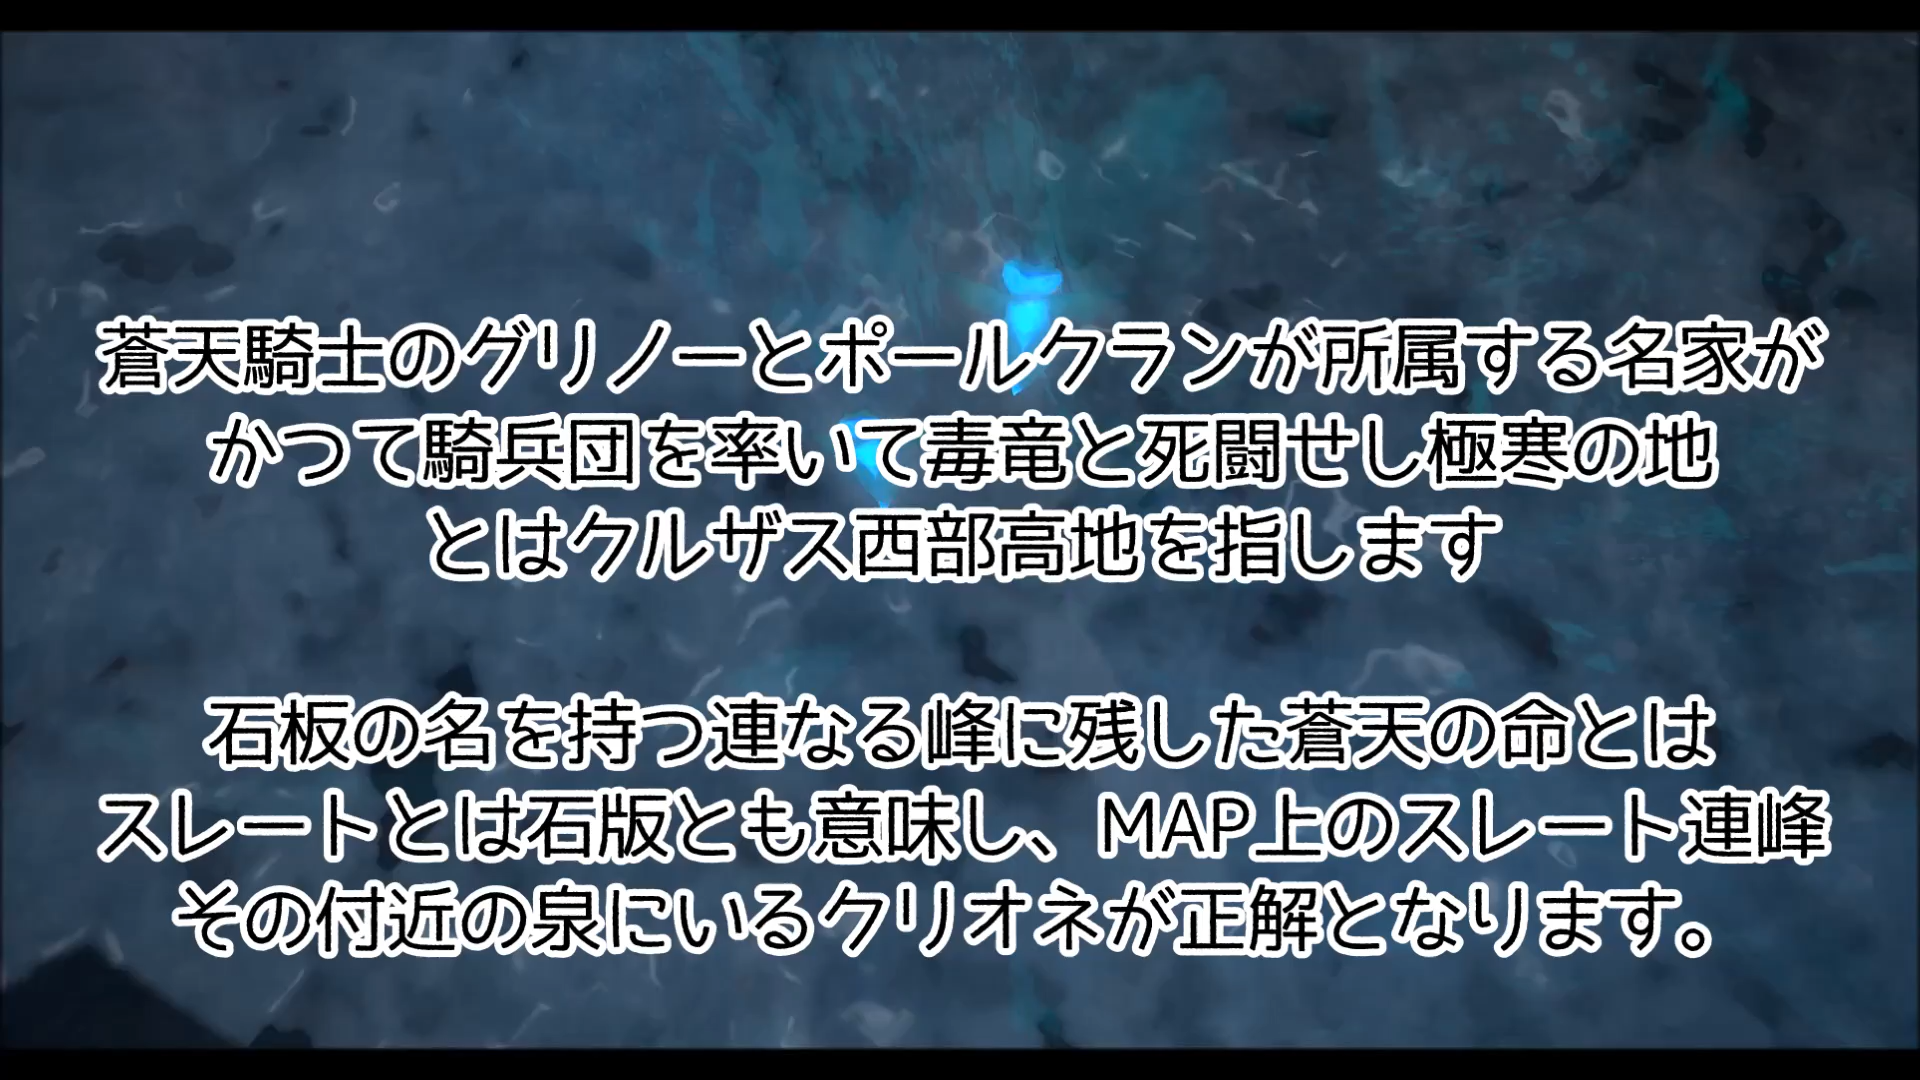 蒼天騎士のグリノーとポールクランが所属する名家が
かつて騎兵団を率いて毒竜と死闘せし極寒の地
とはクルザス西部高地を指します
石板の名を持つ連なる峰に残した蒼天の命とは
スレートとは石版とも意味し、MAP上のスレート連峰
その付近の泉にいるクリオネが正解となります。